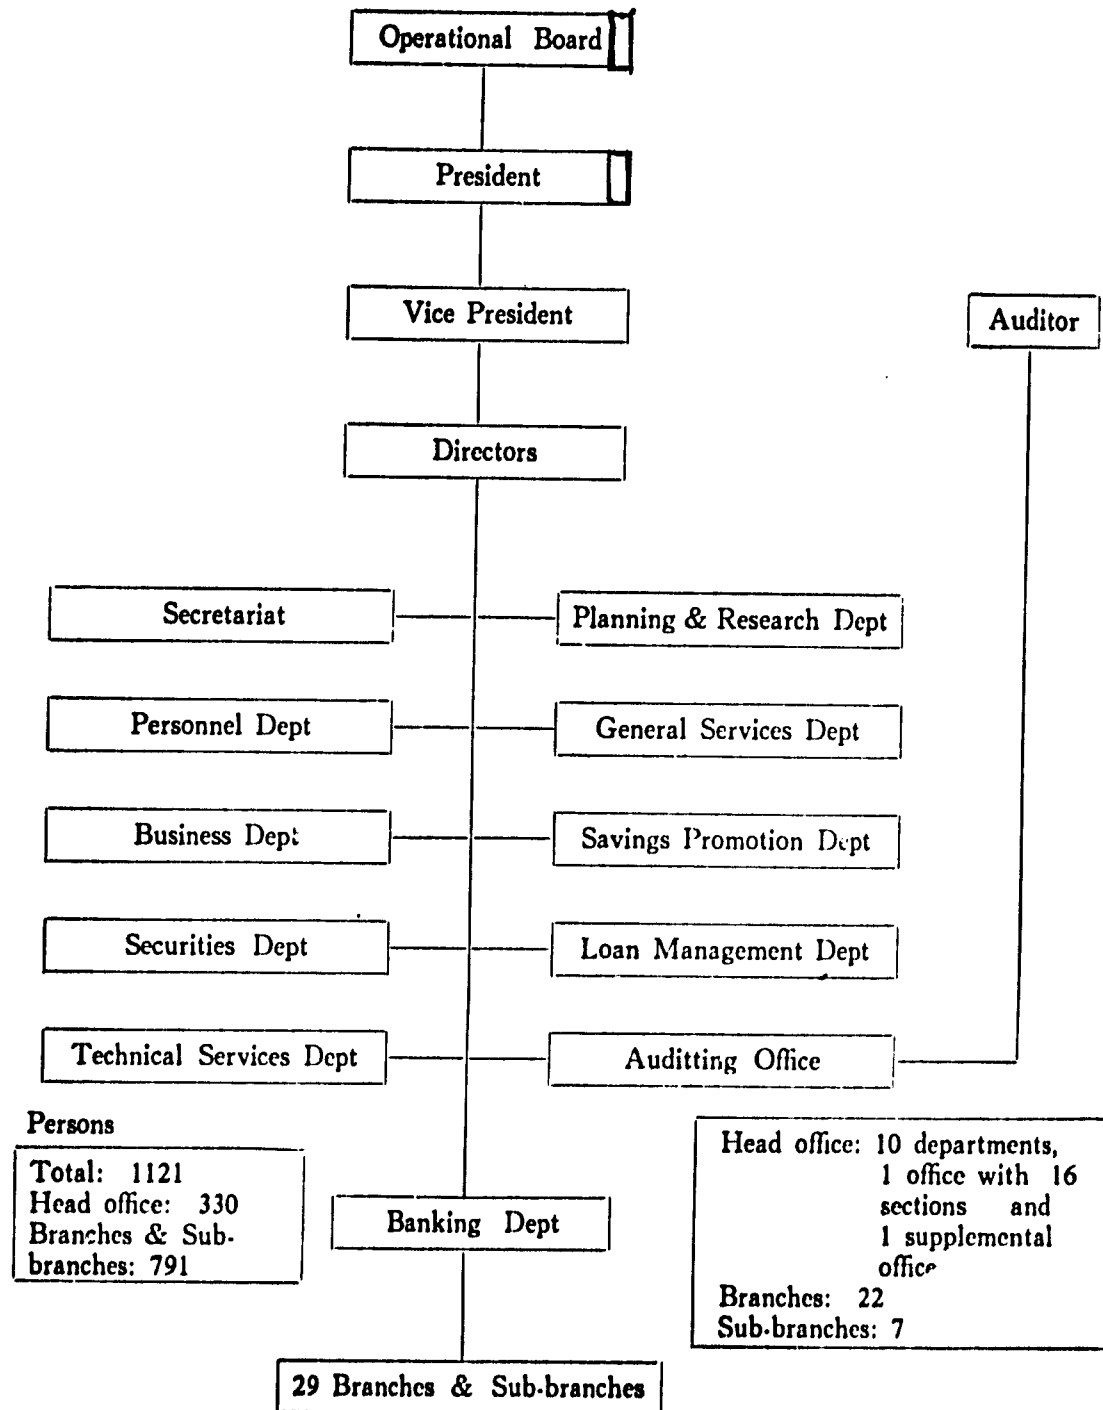 Operational Board
President
Vice President
Auditor
Directors
Secretariat
Planning & Research Dept
Personnel Dept
General Services Dept
Business Dept
Savings Promotion Dept
Securities Dept
Loan Management Dept
Technical Services Dept
Auditting Office
Persons
Total: 1121
Head office: 330
Branches & Sub-
branches: 791
Banking Dept
Head office: 10 departments,
1 office with 16
sections and
1 supplemental
office
Branches: 22
Sub-branches: 7
29 Branches & Sub-branches